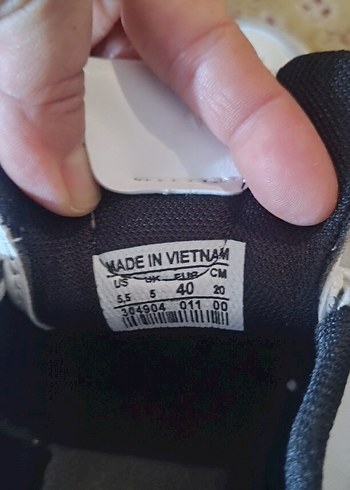 MADE IN VIETNAM
US UK EUR CM
5,5 5 40 20
304904 011 00